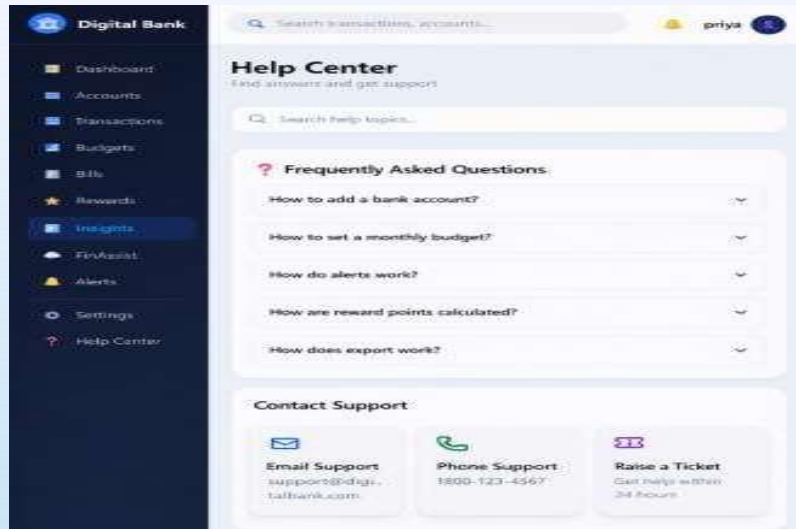 Digital Bank
Search transactions, accounts...
priya
S
Dashboard
Accounts
Transactions
Budgets
Bills
Rewards
Insights
FinAssist
Alerts
Settings
Help Center
Help Center
Find answers and get support
Search help topics...
? Frequently Asked Questions
How to add a bank account?
How to set a monthly budget?
How do alerts work?
How are reward points calculated?
How does export work?
Contact Support
Email Support
support@digi..
talbank.com
Phone Support
1800-123-4567
Raise a Ticket
Get help within
24 hours